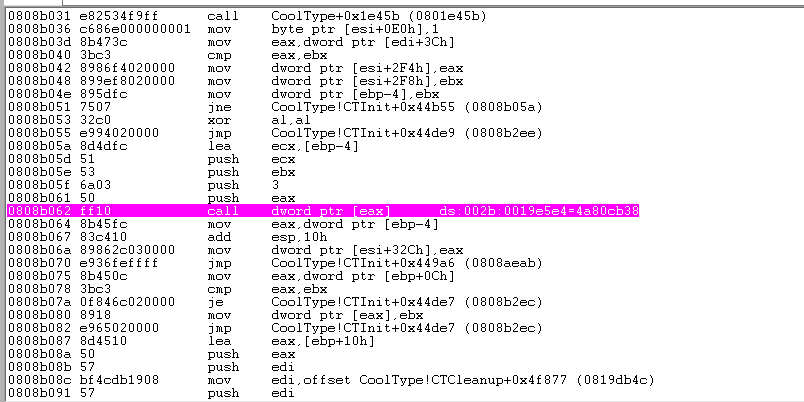 0808b031 e82534f9ff call CoolType+0x1e45b (0801e45b)
0808b036 c686e000000001 mov byte ptr [esi+0E0h],1
0808b03d 8b473c mov eax,dword ptr [edi+3Ch]
0808b040 3bc3 cmp eax,ebx
0808b042 8986f4020000 mov dword ptr [esi+2F4h],eax
0808b048 899ef8020000 mov dword ptr [esi+2F8h],ebx
0808b04e 895dfc mov dword ptr [ebp-4],ebx
0808b051 7507 jne CoolType!CTInit+0x44b55 (0808b05a)
0808b053 32c0 xor al,al
0808b055 e994020000 jmp CoolType!CTInit+0x44de9 (0808b2ee)
0808b05a 8d4dfc lea ecx,[ebp-4]
0808b05d 51 push ecx
0808b05e 53 push ebx
0808b05f 6a03 push 3
0808b061 50 push eax
0808b062 ff10 call dword ptr [eax] ds:002b:0019e5e4=4a80cb38
0808b064 8b45fc mov eax,dword ptr [ebp-4]
0808b067 83c410 add esp,10h
0808b06a 89862c030000 mov dword ptr [esi+32Ch],eax
0808b070 e936feffff jmp CoolType!CTInit+0x449a6 (0808aeab)
0808b075 8b450c mov eax,dword ptr [ebp+0Ch]
0808b078 3bc3 cmp eax,ebx
0808b07a 0f846c020000 je CoolType!CTInit+0x44de7 (0808b2ec)
0808b080 8918 mov dword ptr [eax],ebx
0808b082 e965020000 jmp CoolType!CTInit+0x44de7 (0808b2ec)
0808b087 8d4510 lea eax,[ebp+10h]
0808b08a 50 push eax
0808b08b 57 push edi
0808b08c bf4cdb1908 mov edi,offset CoolType!CTCleanup+0x4f877 (0819db4c)
0808b091 57 push edi